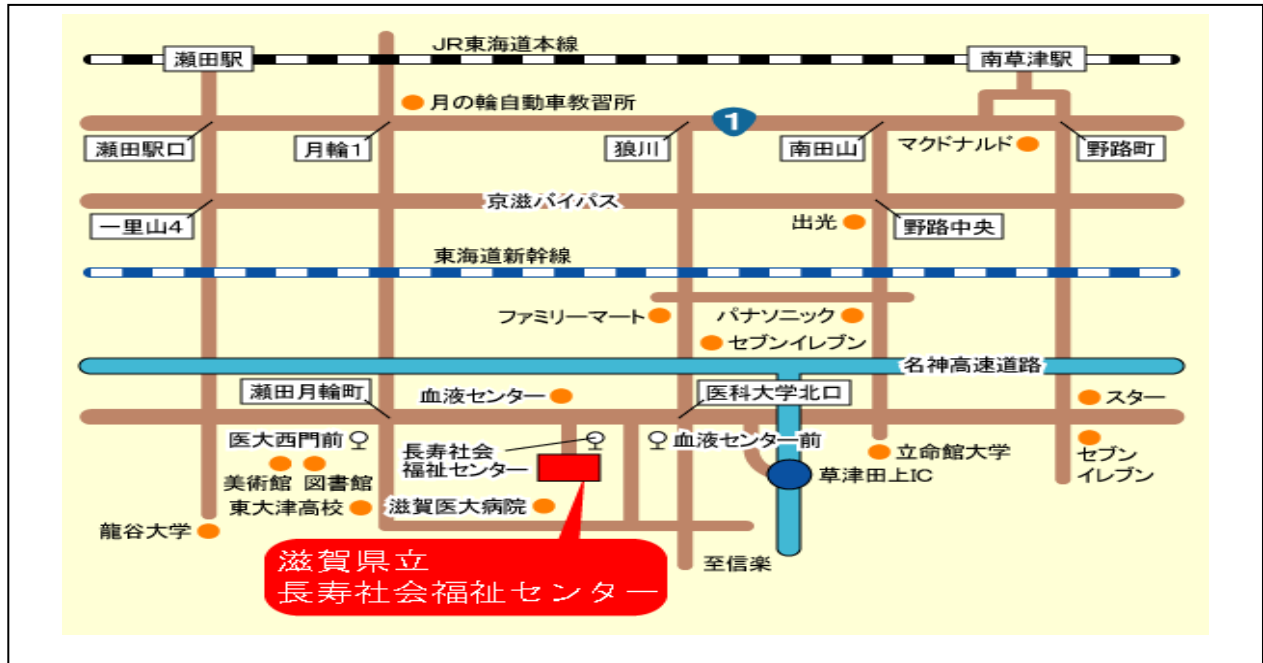 JR東海道本線
瀬田駅
南草津駅
月の輪自動車教習所
1
瀬田駅口
月輪1
狼川
南田山
マクドナルド
野路町
京滋バイパス
一里山4
出光
野路中央
東海道新幹線
ファミリーマート
パナソニック
セブンイレブン
名神高速道路
瀬田月輪町
血液センター
医科大学北口
スター
医大西門前
長寿社会
福祉センター
血液センター前
立命館大学
セブン
イレブン
美術館
図書館
草津田上IC
東大津高校
滋賀医大病院
龍谷大学
至信楽
滋賀県立
長寿社会福祉センター